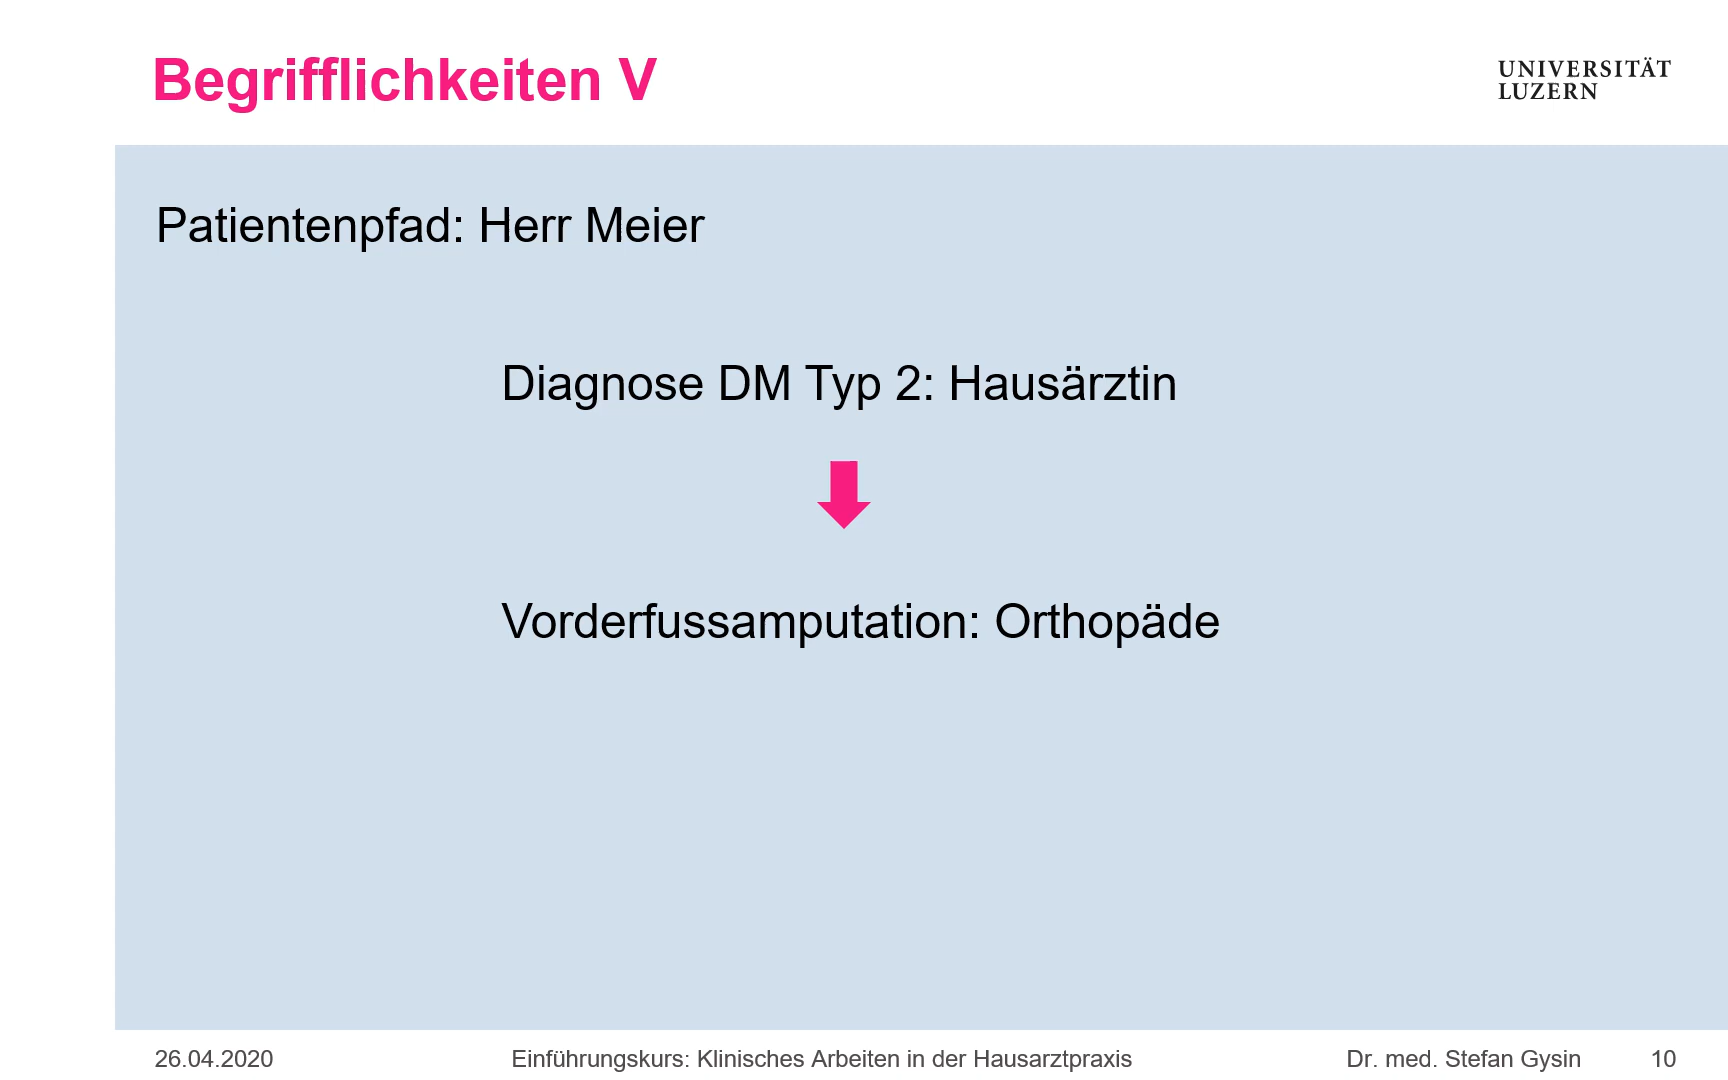 Begrifflichkeiten V
UNIVERSITÄT
LUZERN
Patientenpfad: Herr Meier
Diagnose DM Typ 2: Hausärztin
Vorderfussamputation: Orthopäde
26.04.2020
Einführungskurs: Klinisches Arbeiten in der Hausarztpraxis
Dr. med. Stefan Gysin
10